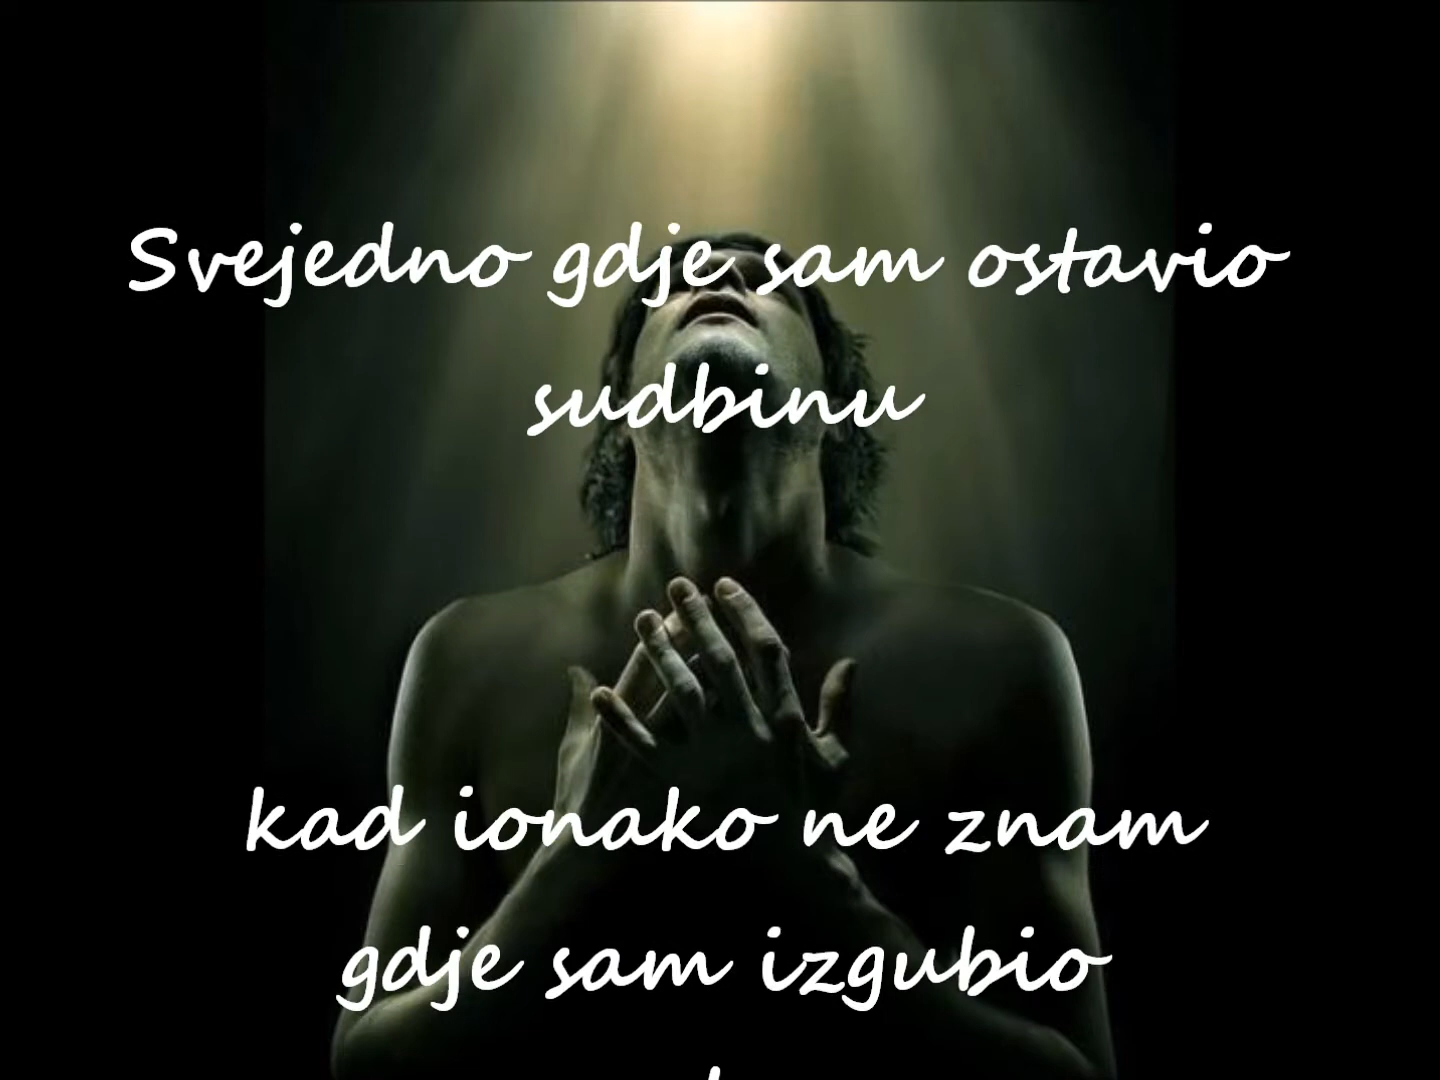 Svejedno gdje sam ostavio
sudbinu
kad ionako ne znam
gdje sam izgubio